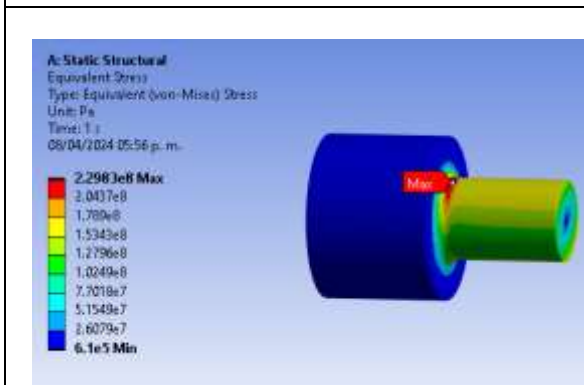 A: Static Structural
Equivalent Stress
Type: Equivalent (von-Mises) Stress
Unit: Pa
Time: 1 s
08/04/2024 05:56 p. m.
2.2983e8 Max
2.0437e8
1.789e8
1.5343e8
1.2796e8
1.0249e8
7.7018e7
5.1549e7
2.6079e7
6.1e5 Min
Max